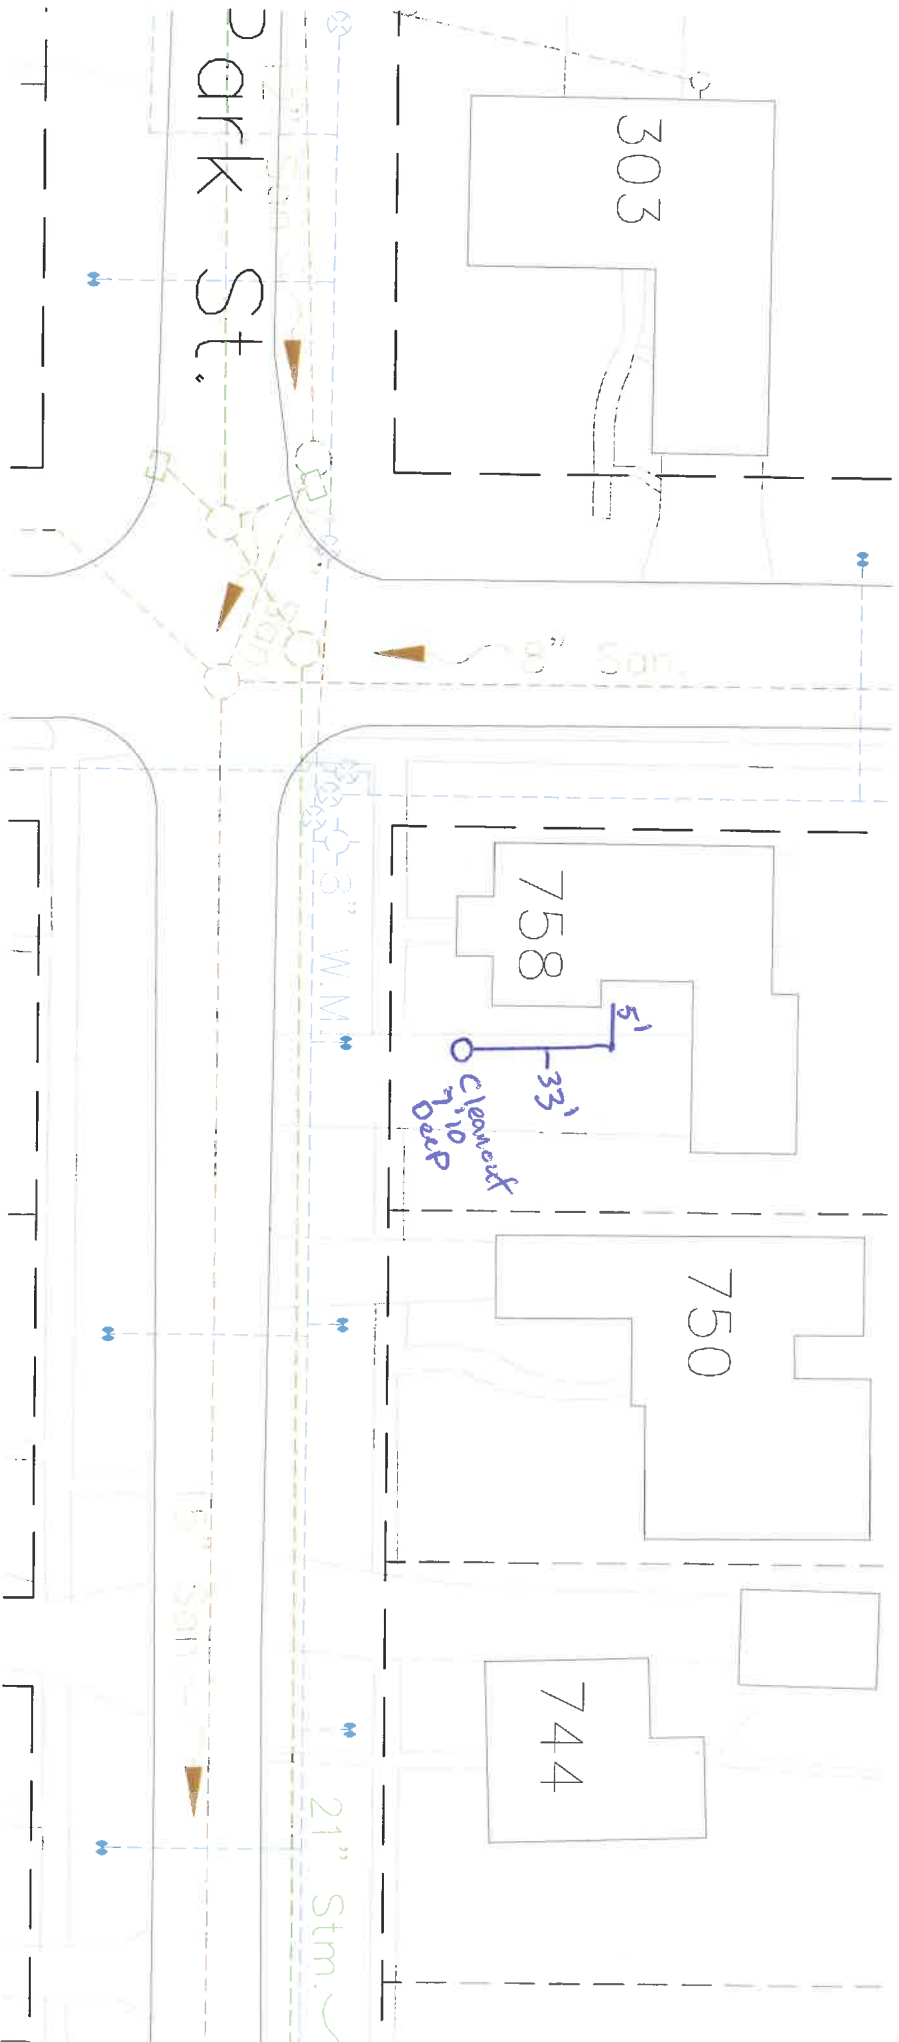 Park St.
303
8" San.
San.
758
8" W.M.
5'
33'
Cleanout
7'10
Deep
750
15" San.
744
21" Stm.